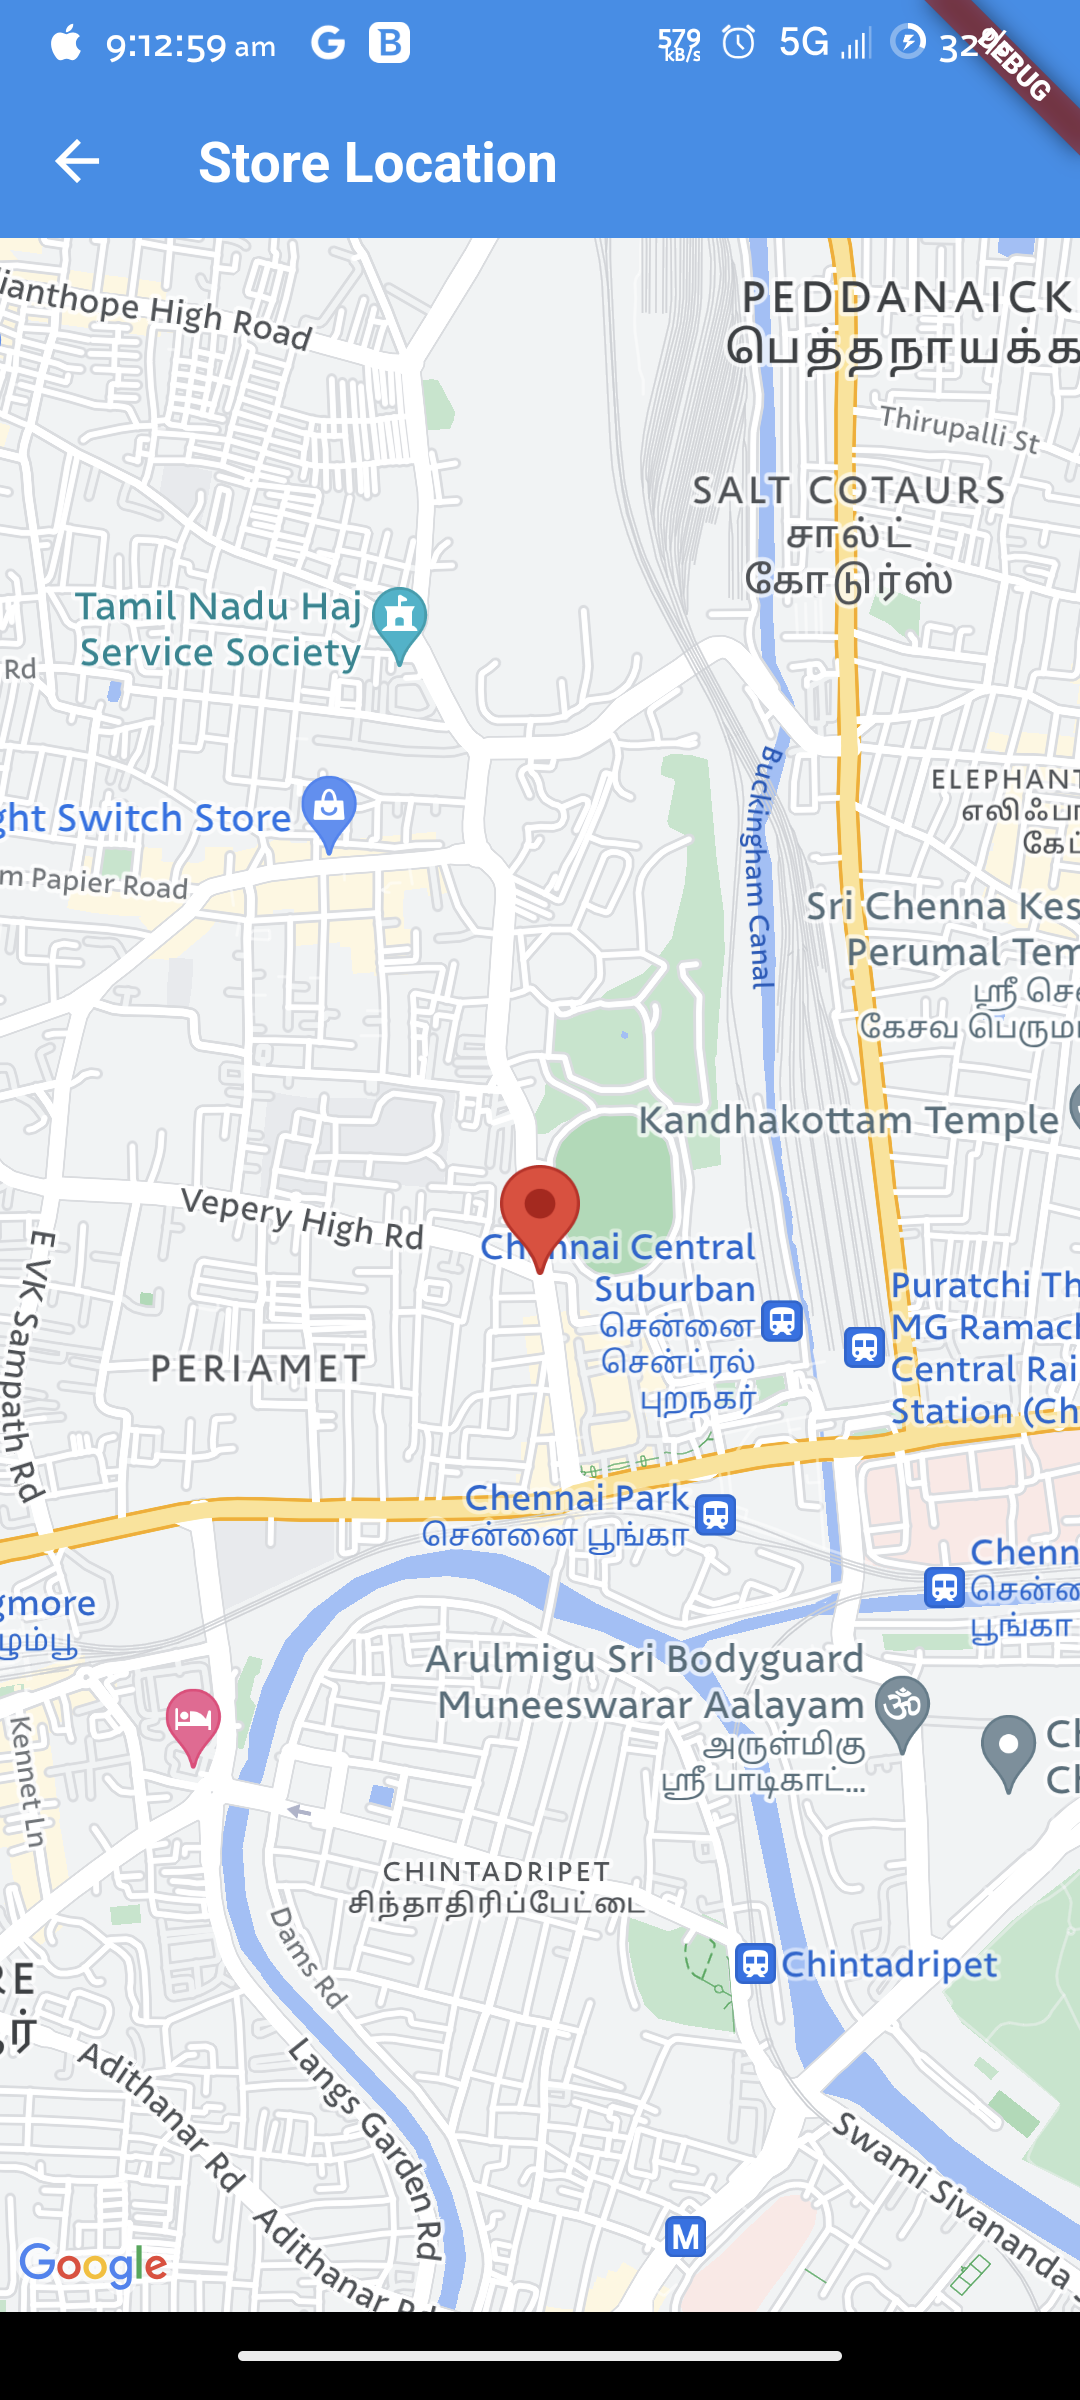 9:12:59 am
579
kB/s
5G
DEBUG
Store Location
ianthope High Road
PEDDANAICK
பெத்தநாயக்க
Thirupalli St
SALT COTAURS
சால்ட்
கோடுர்ஸ்
Tamil Nadu Haj
Service Society
Rd
Buckingham Canal
ELEPHANT
எலிஃபா
கேட்
ght Switch Store
m Papier Road
Sri Chenna Kes
Perumal Tem
ஸ்ரீ சென
கேசவ பெரும
Kandhakottam Temple
Vepery High Rd
E VK Sampath Rd
Chennai Central
Suburban
சென்னை
சென்ட்ரல்
புறநகர்
Puratchi Th
MG Ramach
Central Rai
Station (Ch
PERIAMET
Chennai Park
சென்னை பூங்கா
Chenn
சென்னை
பூங்கா
gmore
ழும்பூ
Arulmigu Sri Bodyguard
Muneeswarar Aalayam
அருள்மிகு
ஸ்ரீ பாடிகாட்...
Ch
Ch
Kennet Ln
CHINTADRIPET
சிந்தாதிரிப்பேட்டை
Dams Rd
Chintadripet
RE
ர்
Adithanar Rd
Langs Garden Rd
Adithanar Rd
Swami Sivananda
M
Google